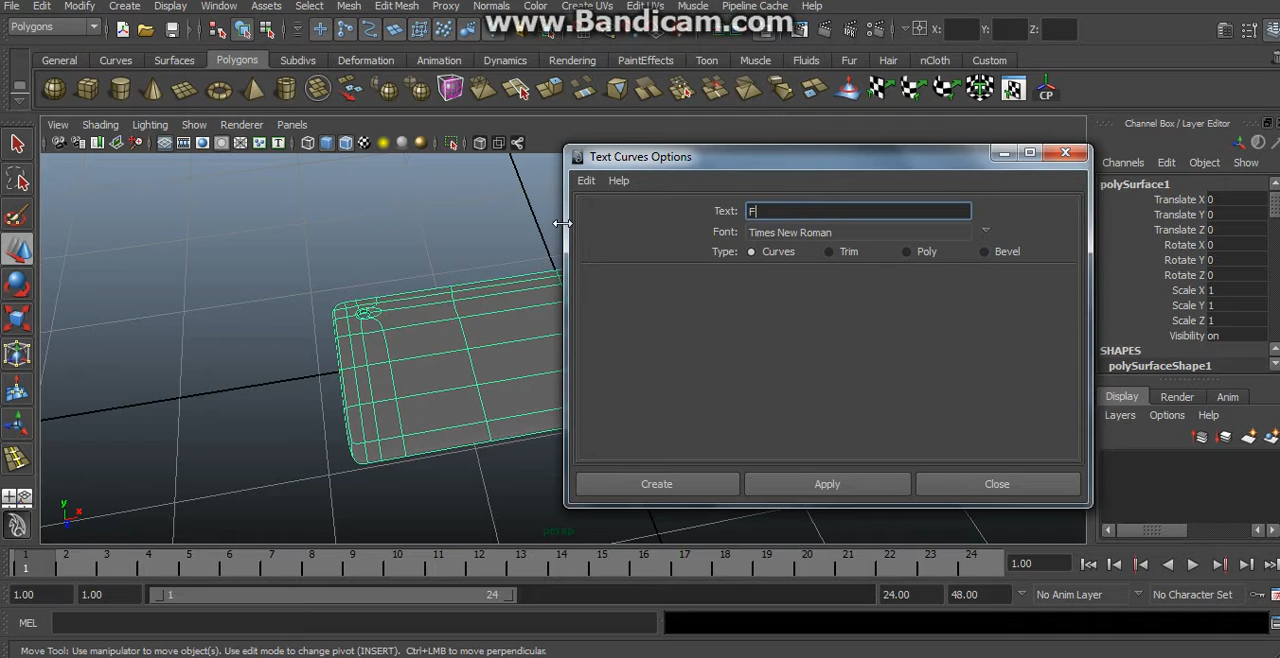 File Edit Modify Create Display Window Assets Select Mesh Edit Mesh Proxy Normals Color Create UVs Edit UVs Muscle Pipeline Cache Help
www.Bandicam.com
Polygons X: Y: Z:
General Curves Surfaces Polygons Subdivs Deformation Animation Dynamics Rendering PaintEffects Toon Muscle Fluids Fur Hair nCloth Custom
CP
View Shading Lighting Show Renderer Panels
Channel Box / Layer Editor
Channels Edit Object Show
polySurface1
Translate X 0
Translate Y 0
Translate Z 0
Rotate X 0
Rotate Y 0
Rotate Z 0
Scale X 1
Scale Y 1
Scale Z 1
Visibility on
SHAPES
polySurfaceShape1
Display Render Anim
Layers Options Help
Text Curves Options
Edit Help
Text: F
Font: Times New Roman
Type: Curves Trim Poly Bevel
Create Apply Close
y
x
persp
1 2 3 4 5 6 7 8 9 10 11 12 13 14 15 16 17 18 19 20 21 22 23 24
1
1.00
1.00 1.00 1 24 24.00 48.00 No Anim Layer No Character Set
MEL
Move Tool: Use manipulator to move object(s). Use edit mode to change pivot (INSERT). Ctrl+LMB to move perpendicular.